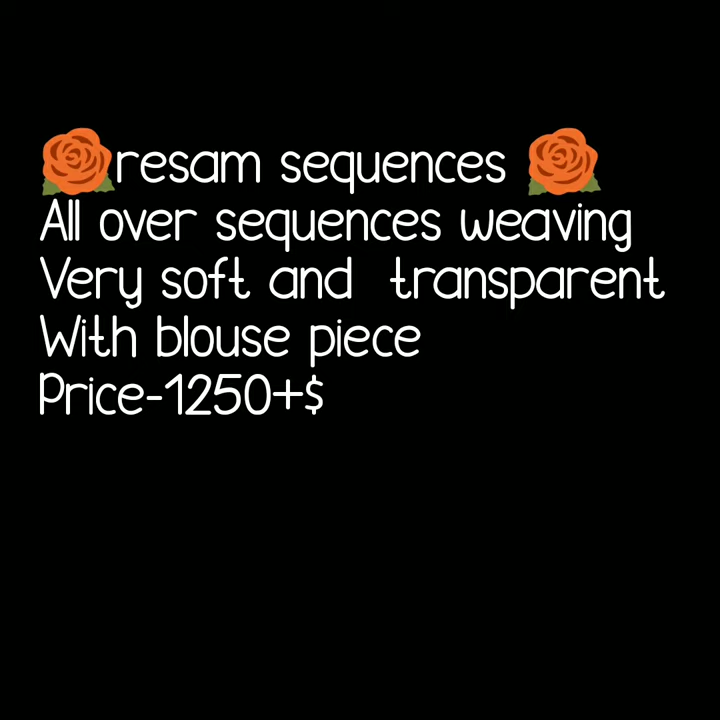 🌹resam sequences 🌹
All over sequences weaving
Very soft and  transparent
With blouse piece
Price-1250+$